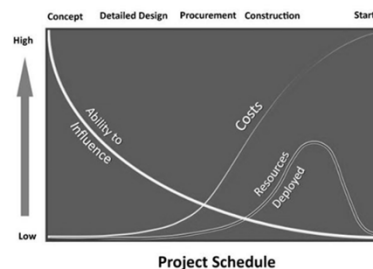 Concept Detailed Design Procurement Construction Start
High
Ability to
Influence
Costs
Resources
Deployed
Low
Project Schedule